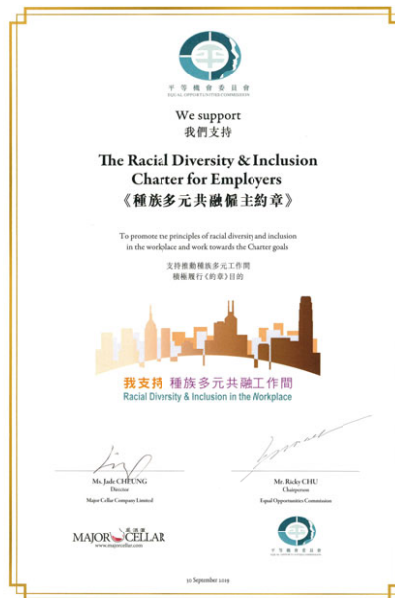 平等機會委員會
EQUAL OPPORTUNITIES COMMISSION
We support
我們支持
The Racial Diversity & Inclusion
Charter for Employers
《種族多元共融僱主約章》
To promote the principles of racial diversity and inclusion
in the workplace and work towards the Charter goals
支持推動種族多元工作間
積極履行《約章》目的
我支持 種族多元共融工作間
Racial Diversity & Inclusion in the Workplace
Ms. Jade CHEUNG
Director
Major Cellar Company Limited
Mr. Ricky CHU
Chairperson
Equal Opportunities Commission
MAJOR CELLAR
www.majorcellar.com
平等機會委員會
10 September 2019